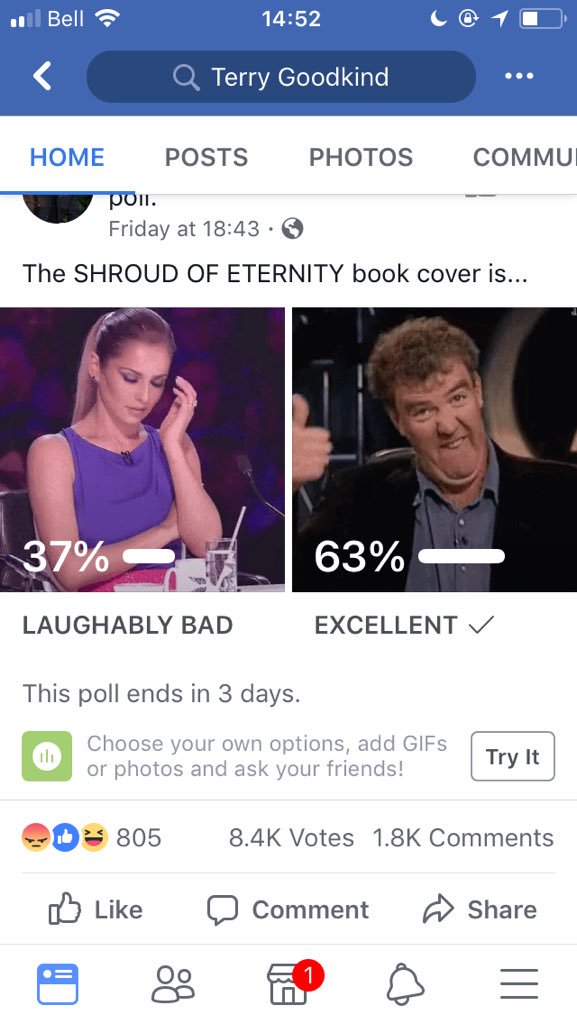 Bell 14:52
Terry Goodkind
HOME POSTS PHOTOS COMMU
poll.
Friday at 18:43 ·
The SHROUD OF ETERNITY book cover is...
37% 63%
LAUGHABLY BAD EXCELLENT
This poll ends in 3 days.
Choose your own options, add GIFs
or photos and ask your friends!
Try It
805 8.4K Votes 1.8K Comments
Like Comment Share
1